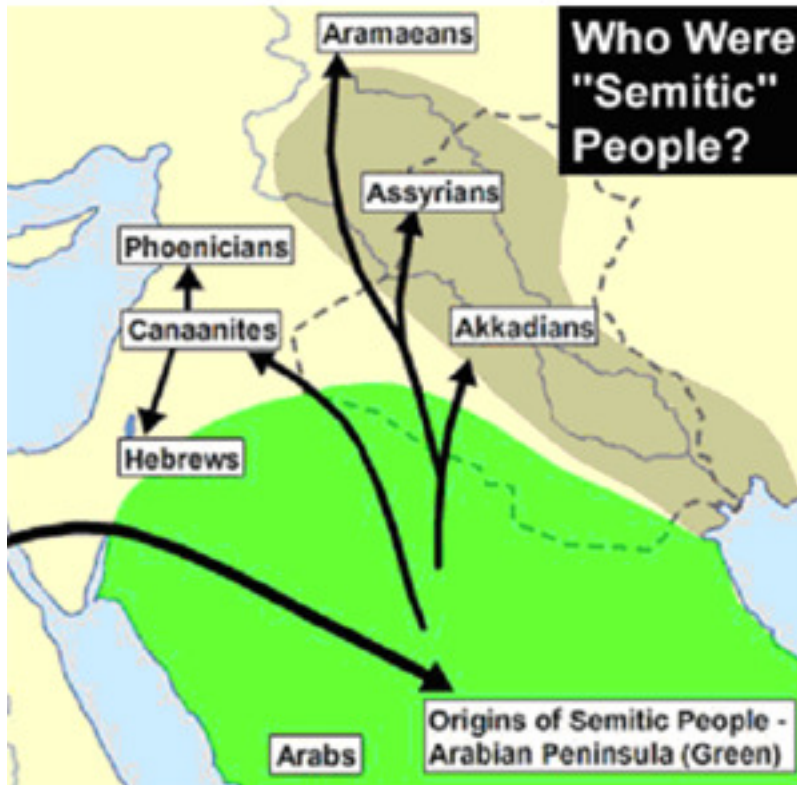 Aramaeans
Who Were
"Semitic"
People?
Assyrians
Phoenicians
Canaanites
Akkadians
Hebrews
Origins of Semitic People -
Arabian Peninsula (Green)
Arabs